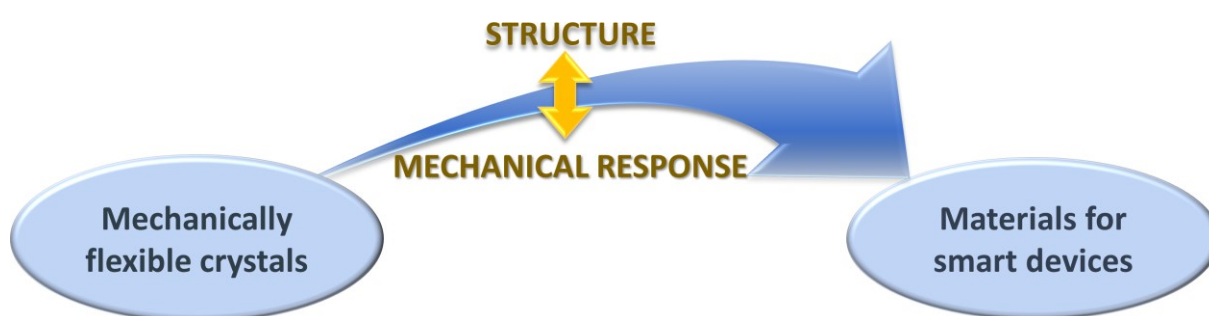 STRUCTURE
MECHANICAL RESPONSE
Mechanically
flexible crystals
Materials for
smart devices